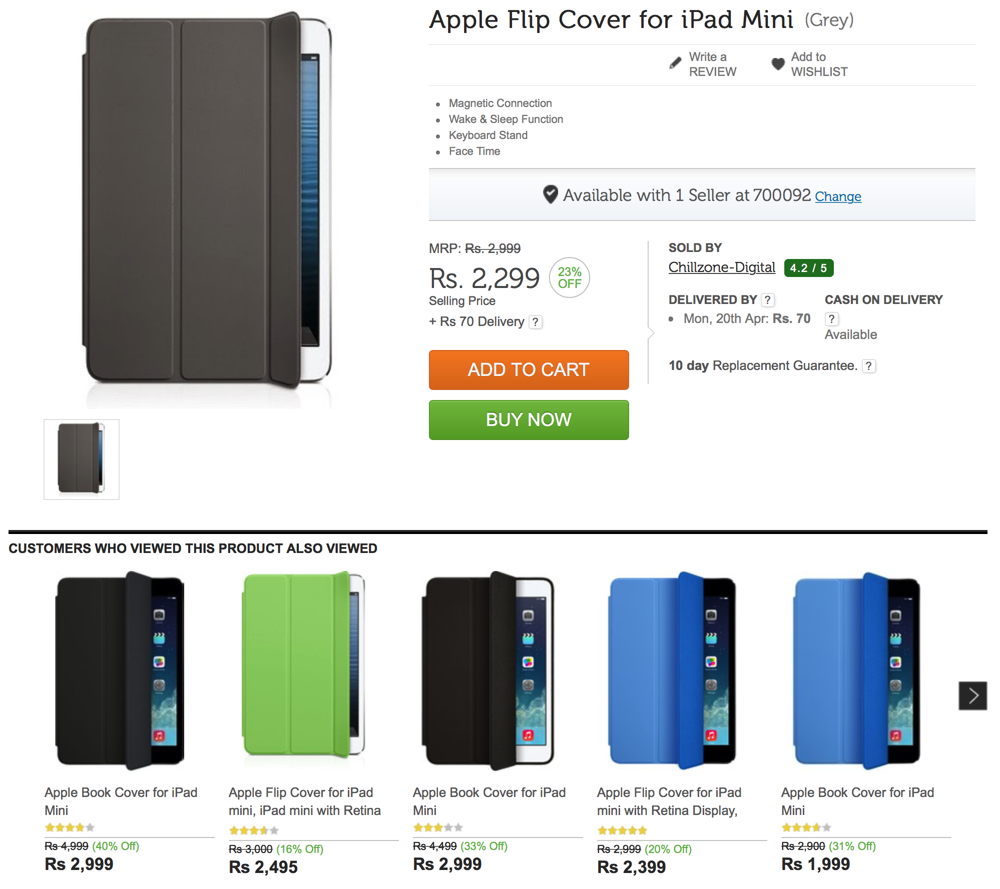 Apple Flip Cover for iPad Mini (Grey)
Write a
REVIEW
Add to
WISHLIST
Magnetic Connection
Wake & Sleep Function
Keyboard Stand
Face Time
Available with 1 Seller at 700092 Change
MRP: Rs. 2,999
Rs. 2,299
23%
OFF
Selling Price
+ Rs 70 Delivery ?
ADD TO CART
BUY NOW
SOLD BY
Chillzone-Digital 4.2 / 5
DELIVERED BY ?
Mon, 20th Apr: Rs. 70
CASH ON DELIVERY
?
Available
10 day Replacement Guarantee. ?
CUSTOMERS WHO VIEWED THIS PRODUCT ALSO VIEWED
Apple Book Cover for iPad
Mini
Rs 4,999 (40% Off)
Rs 2,999
Apple Flip Cover for iPad
mini, iPad mini with Retina
Rs 3,000 (16% Off)
Rs 2,495
Apple Book Cover for iPad
Mini
Rs 4,499 (33% Off)
Rs 2,999
Apple Flip Cover for iPad
mini with Retina Display,
Rs 2,999 (20% Off)
Rs 2,399
Apple Book Cover for iPad
Mini
Rs 2,900 (31% Off)
Rs 1,999